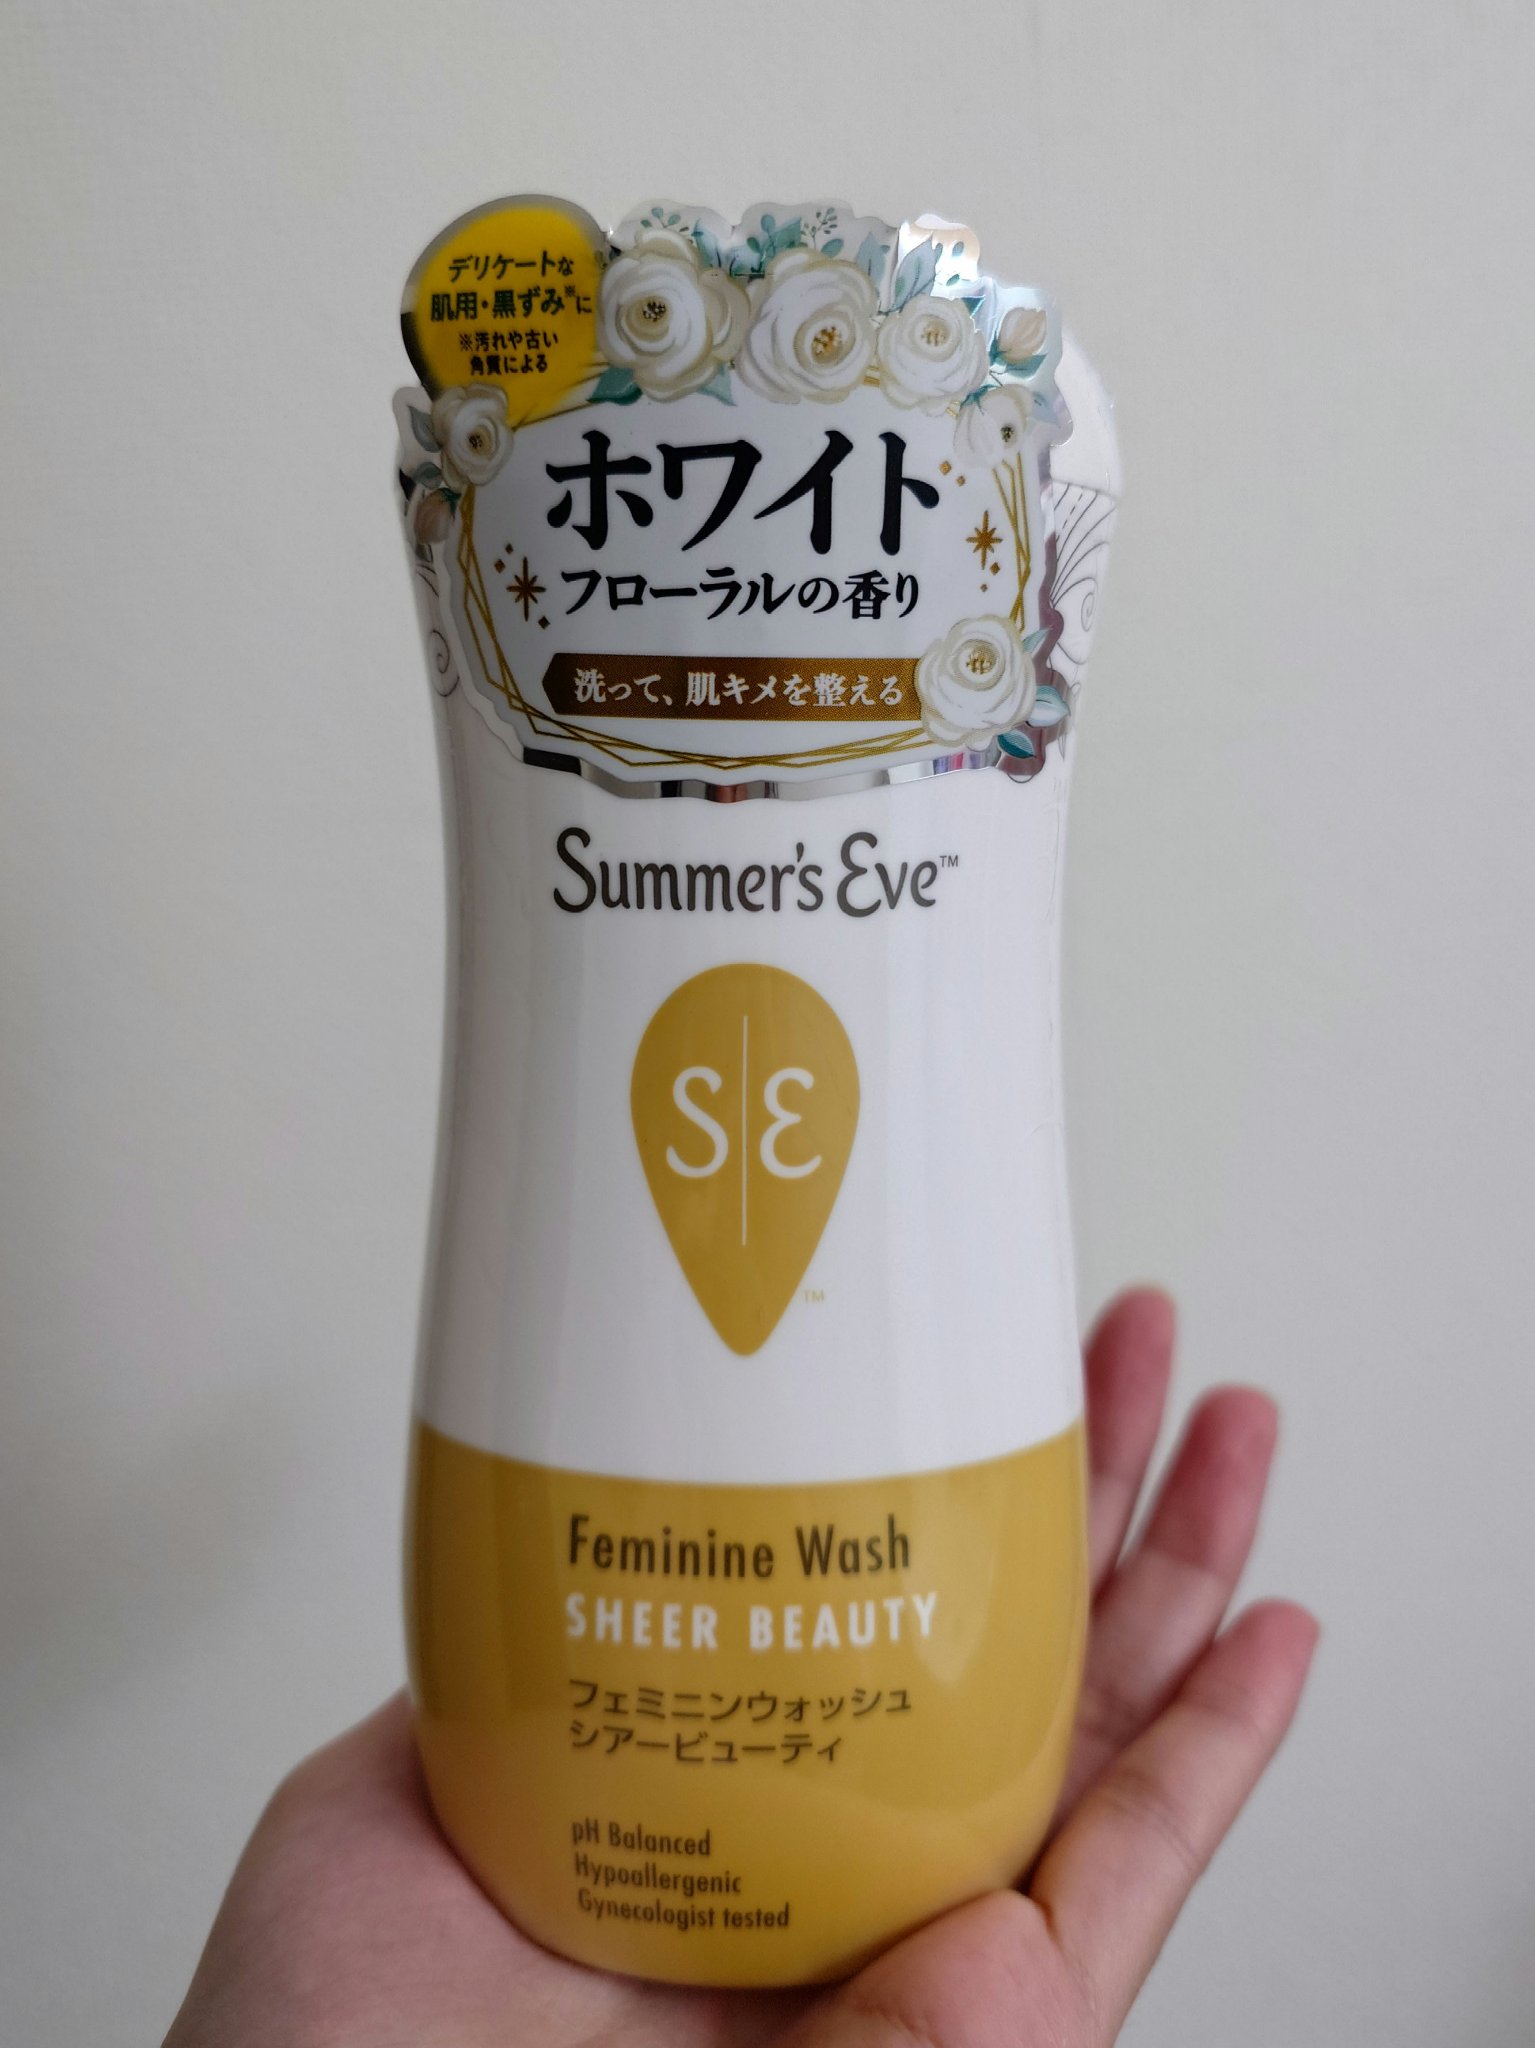 デリケートな
肌用・黒ずみ※に
※汚れや古い
角質による
ホワイト
フローラルの香り
洗って、肌キメを整える
Summer's Eve™
S|E
™
Feminine Wash
SHEER BEAUTY
フェミニンウォッシュ
シアービューティ
pH Balanced
Hypoallergenic
Gynecologist tested